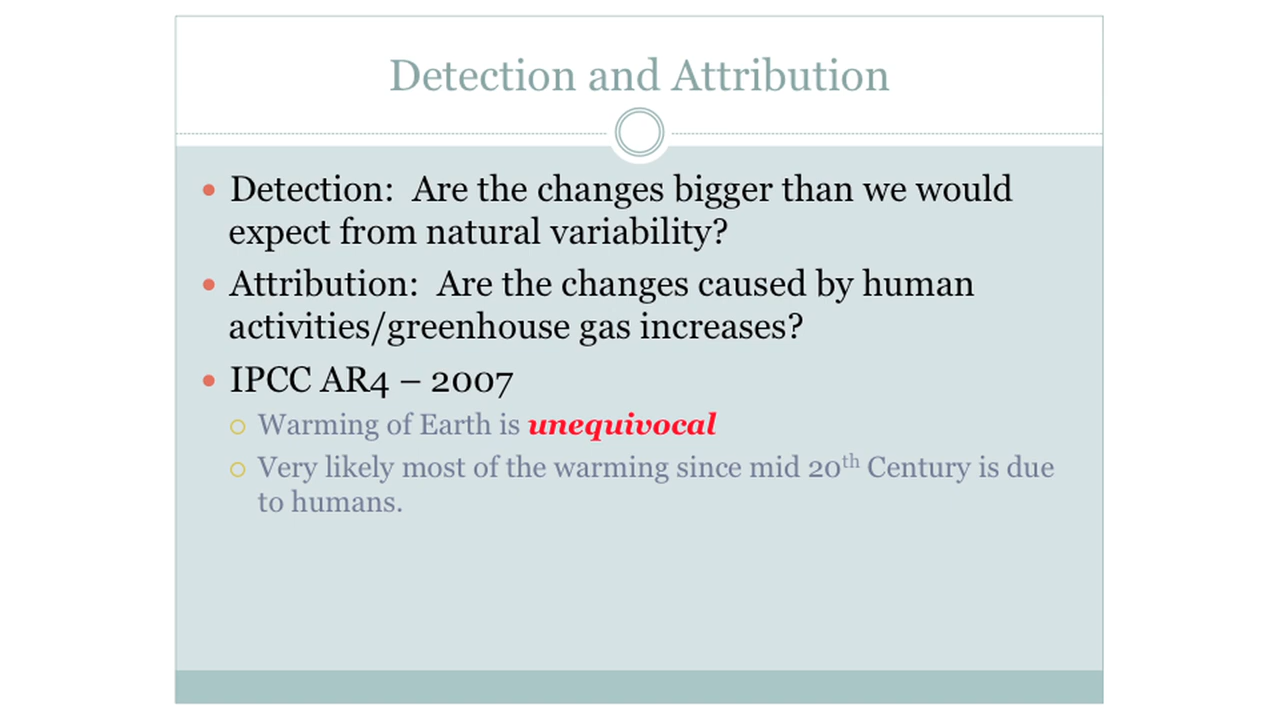 Detection and Attribution
Detection: Are the changes bigger than we would
expect from natural variability?
Attribution: Are the changes caused by human
activities/greenhouse gas increases?
IPCC AR4 – 2007
Warming of Earth is unequivocal
Very likely most of the warming since mid 20th Century is due
to humans.